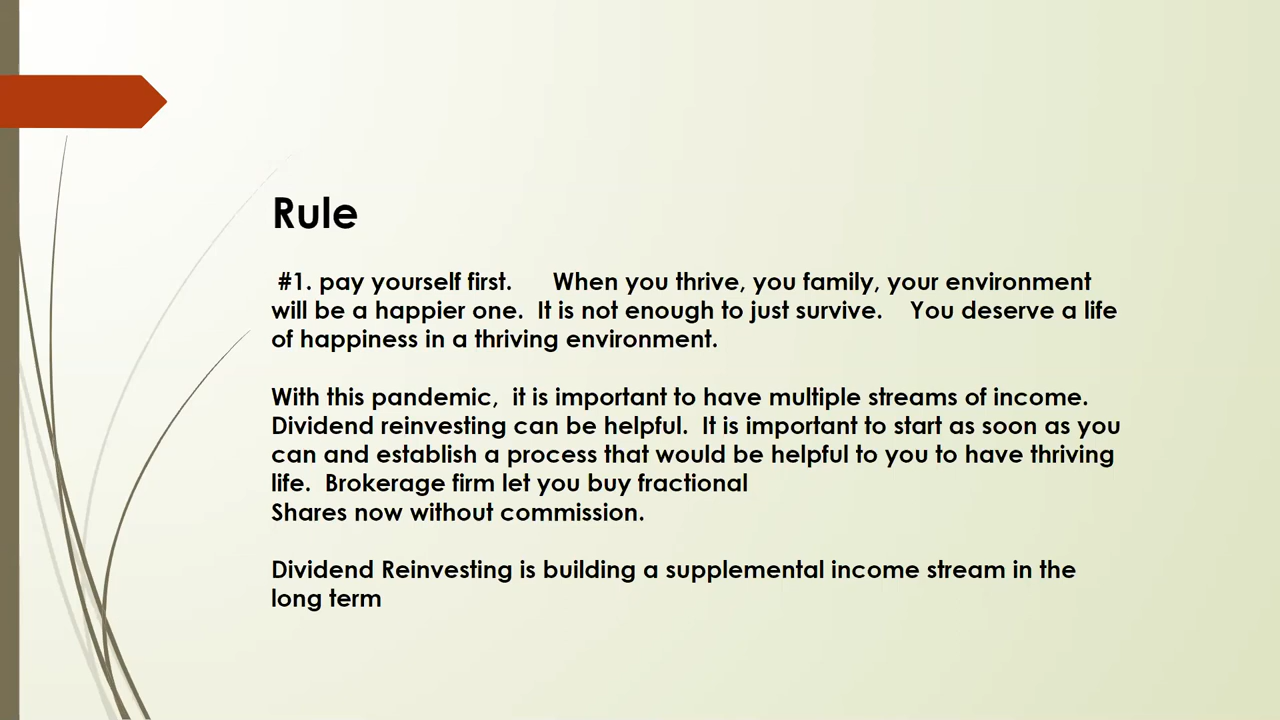 Rule
#1. pay yourself first. When you thrive, you family, your environment
will be a happier one. It is not enough to just survive. You deserve a life
of happiness in a thriving environment.
With this pandemic, it is important to have multiple streams of income.
Dividend reinvesting can be helpful. It is important to start as soon as you
can and establish a process that would be helpful to you to have thriving
life. Brokerage firm let you buy fractional
Shares now without commission.
Dividend Reinvesting is building a supplemental income stream in the
long term